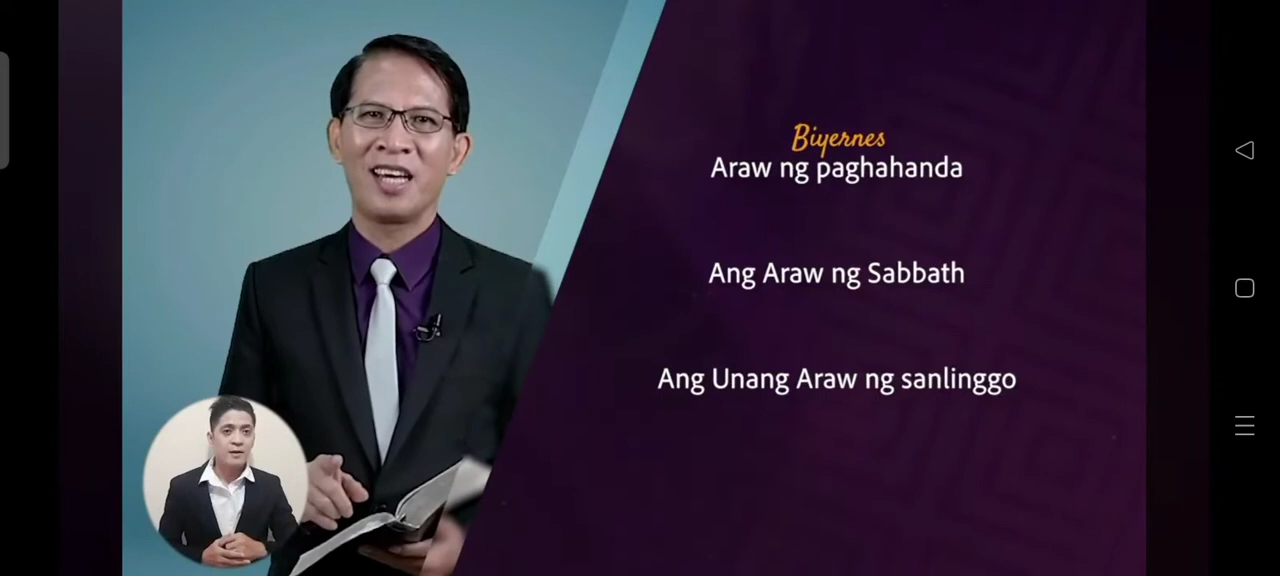 Biyernes
Araw ng paghahanda
Ang Araw ng Sabbath
Ang Unang Araw ng sanlinggo